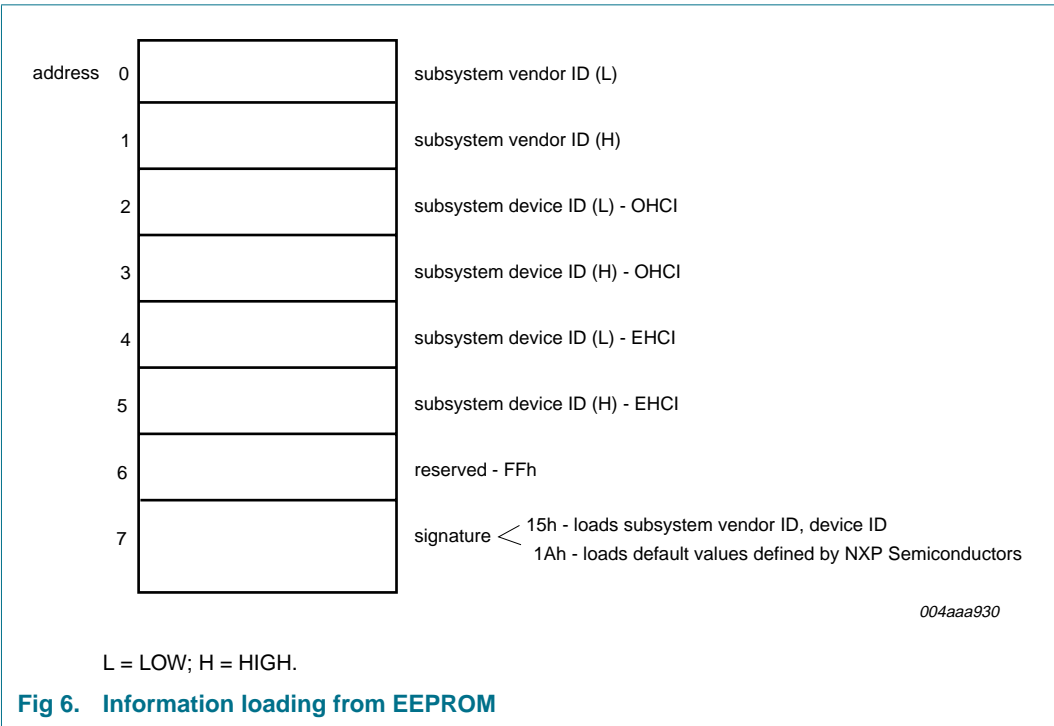 address 0 subsystem vendor ID (L)
1 subsystem vendor ID (H)
2 subsystem device ID (L) - OHCI
3 subsystem device ID (H) - OHCI
4 subsystem device ID (L) - EHCI
5 subsystem device ID (H) - EHCI
6 reserved - FFh
7 signature 15h - loads subsystem vendor ID, device ID
1Ah - loads default values defined by NXP Semiconductors
004aaa930
L = LOW; H = HIGH.
Fig 6. Information loading from EEPROM